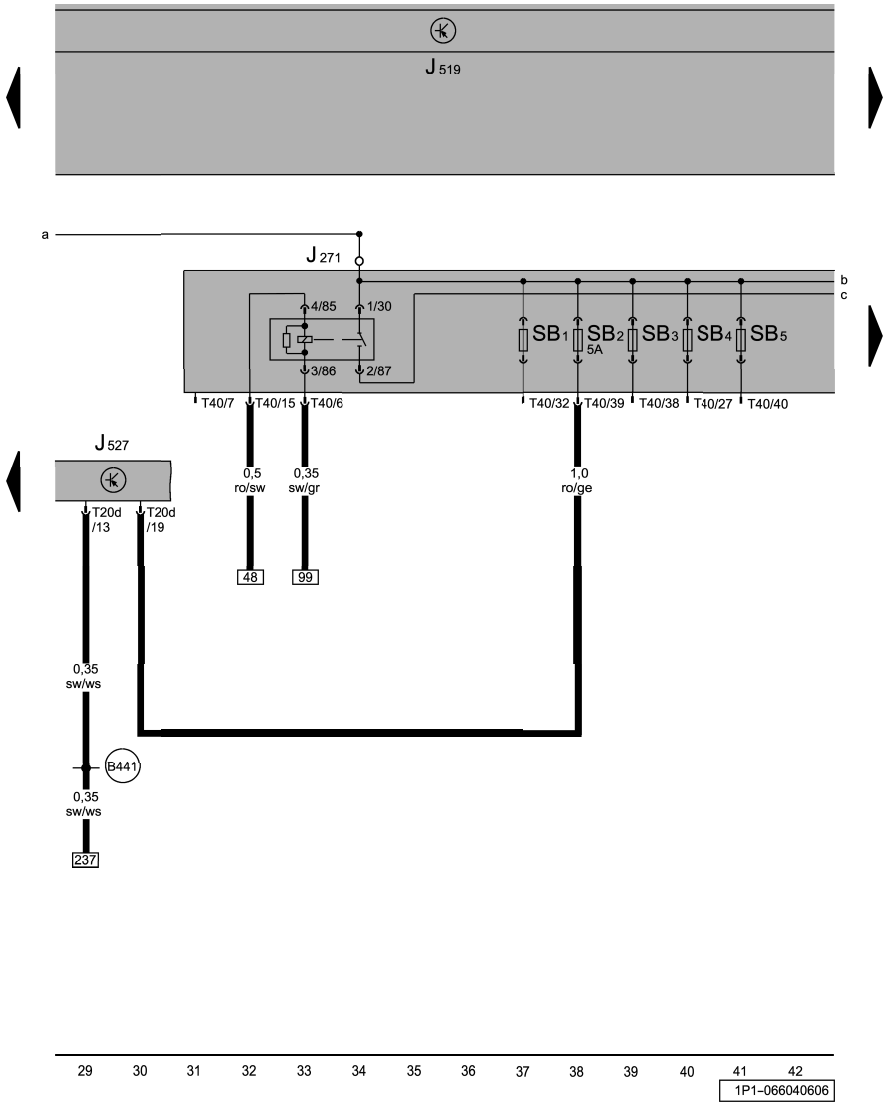 J 519
a
J 271
b
c
4/85
1/30
SB1
SB2
SB3
SB4
SB5
5A
3/86
2/87
T40/7
T40/15
T40/6
T40/32
T40/39
T40/38
T40/27
T40/40
J 527
0,5
ro/sw
0,35
sw/gr
1,0
ro/ge
T20d
/13
T20d
/19
48
99
0,35
sw/ws
B441
0,35
sw/ws
237
29 30 31 32 33 34 35 36 37 38 39 40 41 42
1P1-066040606